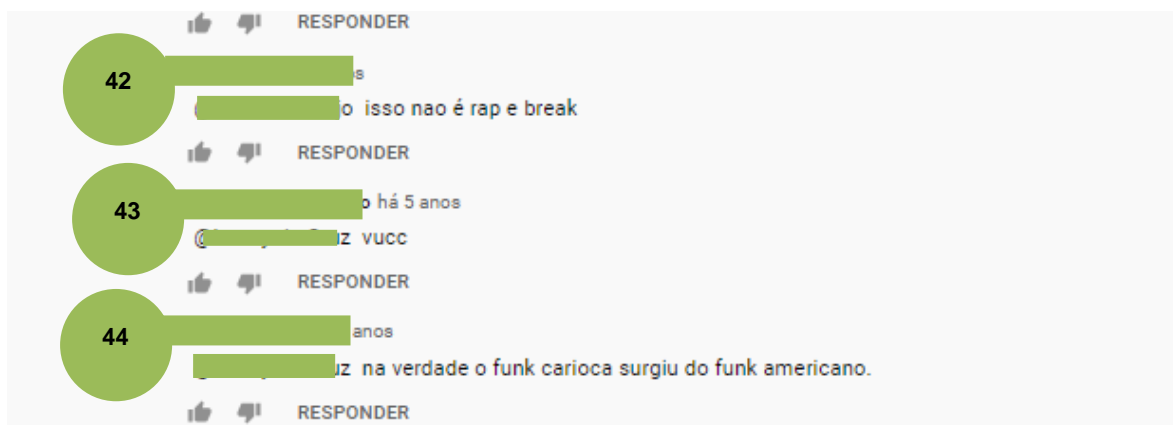 RESPONDER
42
isso nao é rap e break
RESPONDER
43
há 5 anos
vucc
RESPONDER
44
anos
na verdade o funk carioca surgiu do funk americano.
RESPONDER